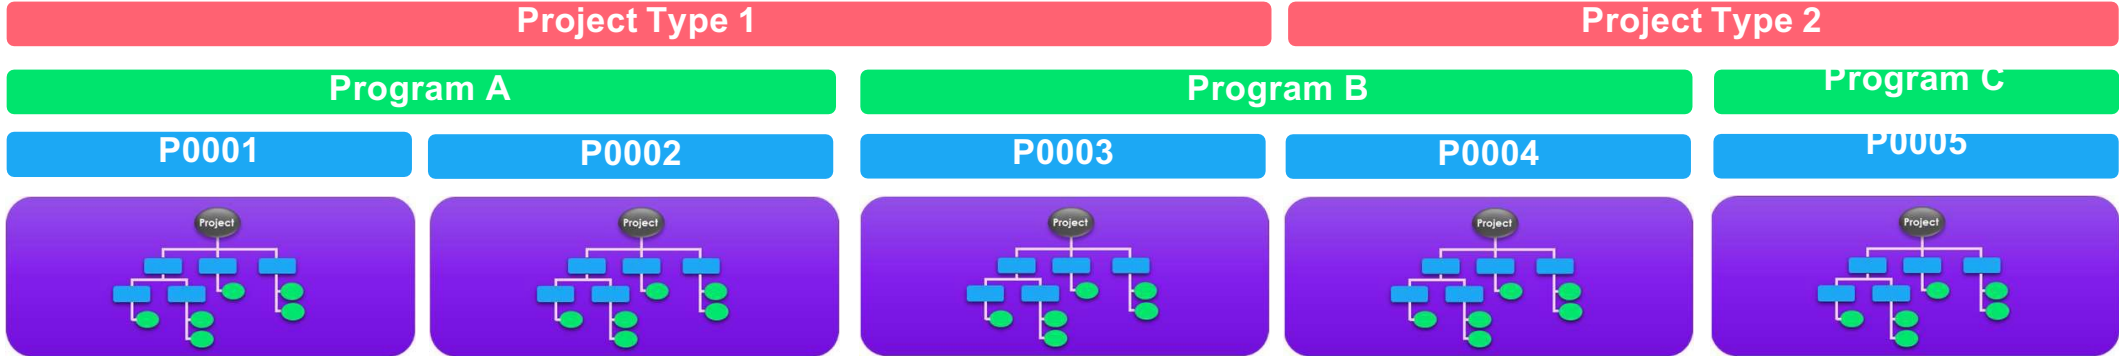 Project Type 1
Project Type 2
Program A
Program B
Program C
P0001
P0002
P0003
P0004
P0005
Project
Project
Project
Project
Project